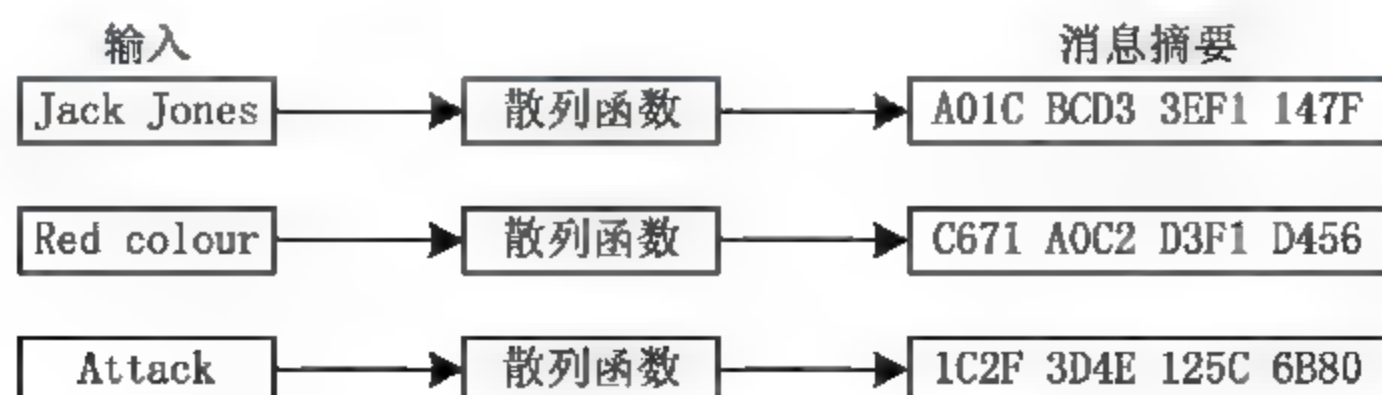 输入 消息摘要
Jack Jones 散列函数 A01C BCD3 3EF1 147F
Red colour 散列函数 C671 A0C2 D3F1 D456
Attack 散列函数 1C2F 3D4E 125C 6B80